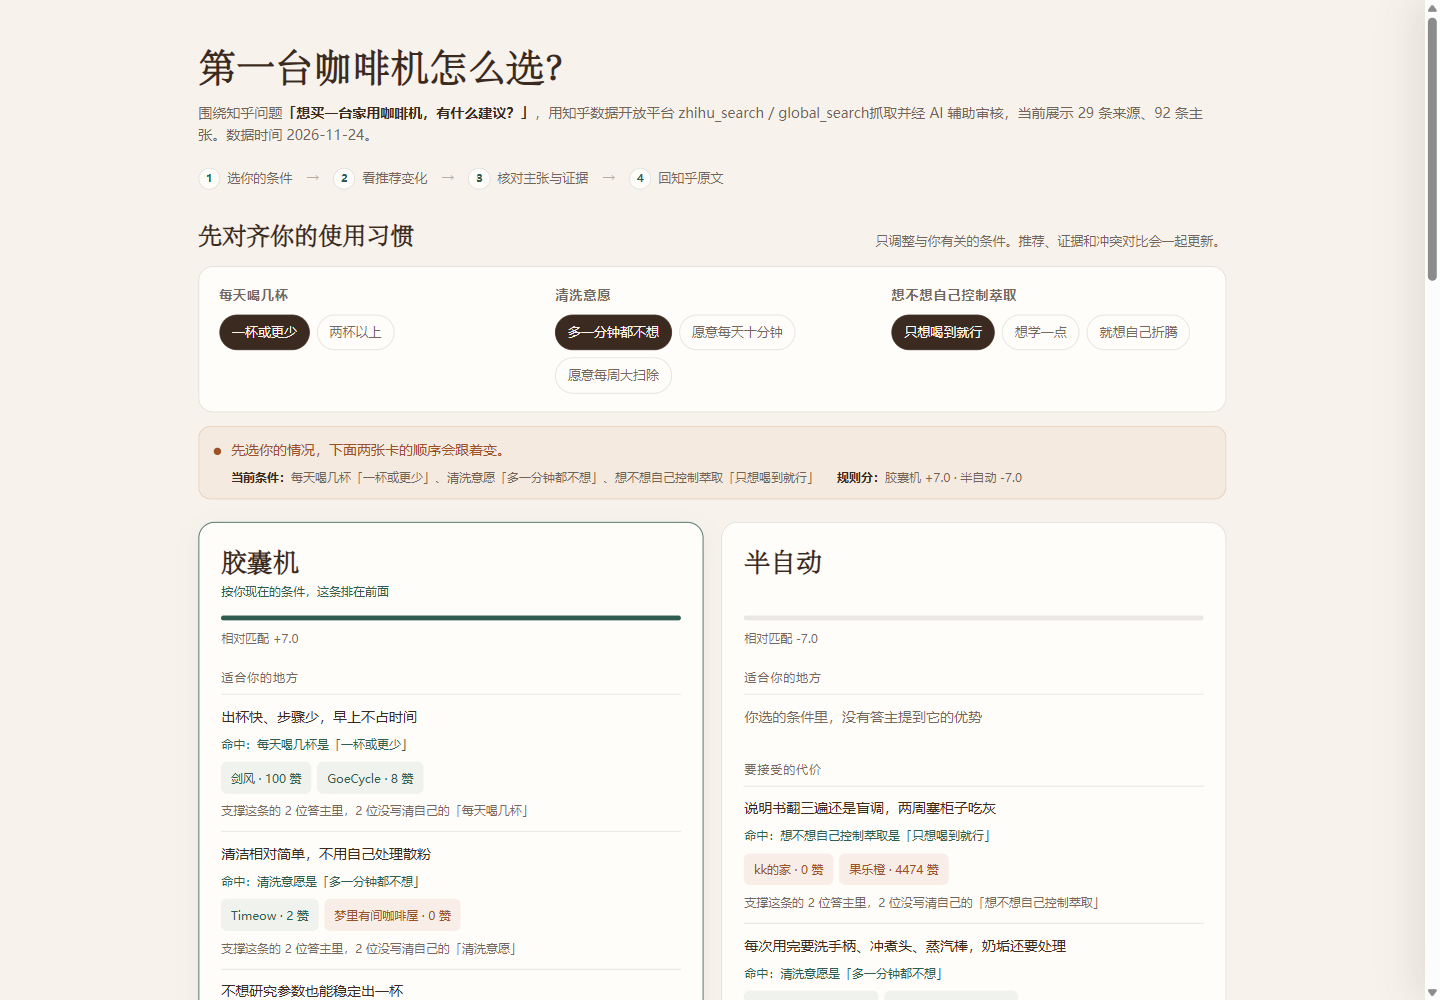 第一台咖啡机怎么选?
围绕知乎问题「想买一台家用咖啡机，有什么建议？」，用知乎数据开放平台 zhihu_search / global_search抓取并经 AI 辅助审核，当前展示 29 条来源、92 条主
张。数据时间 2026-11-24。
1 选你的条件 → 2 看推荐变化 → 3 核对主张与证据 → 4 回知乎原文
先对齐你的使用习惯
只调整与你有关的条件。推荐、证据和冲突对比会一起更新。
每天喝几杯
一杯或更少 两杯以上
清洗意愿
多一分钟都不想 愿意每天十分钟
愿意每周大扫除
想不想自己控制萃取
只想喝到就行 想学一点 就想自己折腾
先选你的情况，下面两张卡的顺序会跟着变。
当前条件：每天喝几杯「一杯或更少」、清洗意愿「多一分钟都不想」、想不想自己控制萃取「只想喝到就行」 规则分：胶囊机 +7.0 · 半自动 -7.0
胶囊机
按你现在的条件，这条排在前面
相对匹配 +7.0
适合你的地方
出杯快、步骤少，早上不占时间
命中：每天喝几杯是「一杯或更少」
剑风 · 100 赞 GoeCycle · 8 赞
支撑这条的 2 位答主里，2 位没写清自己的「每天喝几杯」
清洁相对简单，不用自己处理散粉
命中：清洗意愿是「多一分钟都不想」
Timeow · 2 赞 梦里有间咖啡屋 · 0 赞
支撑这条的 2 位答主里，2 位没写清自己的「清洗意愿」
不想研究参数也能稳定出一杯
半自动
相对匹配 -7.0
适合你的地方
你选的条件里，没有答主提到它的优势
要接受的代价
说明书翻三遍还是盲调，两周塞柜子吃灰
命中：想不想自己控制萃取是「只想喝到就行」
kk的家 · 0 赞 果乐橙 · 4474 赞
支撑这条的 2 位答主里，2 位没写清自己的「想不想自己控制萃取」
每次用完要洗手柄、冲煮头、蒸汽棒，奶垢还要处理
命中：清洗意愿是「多一分钟都不想」